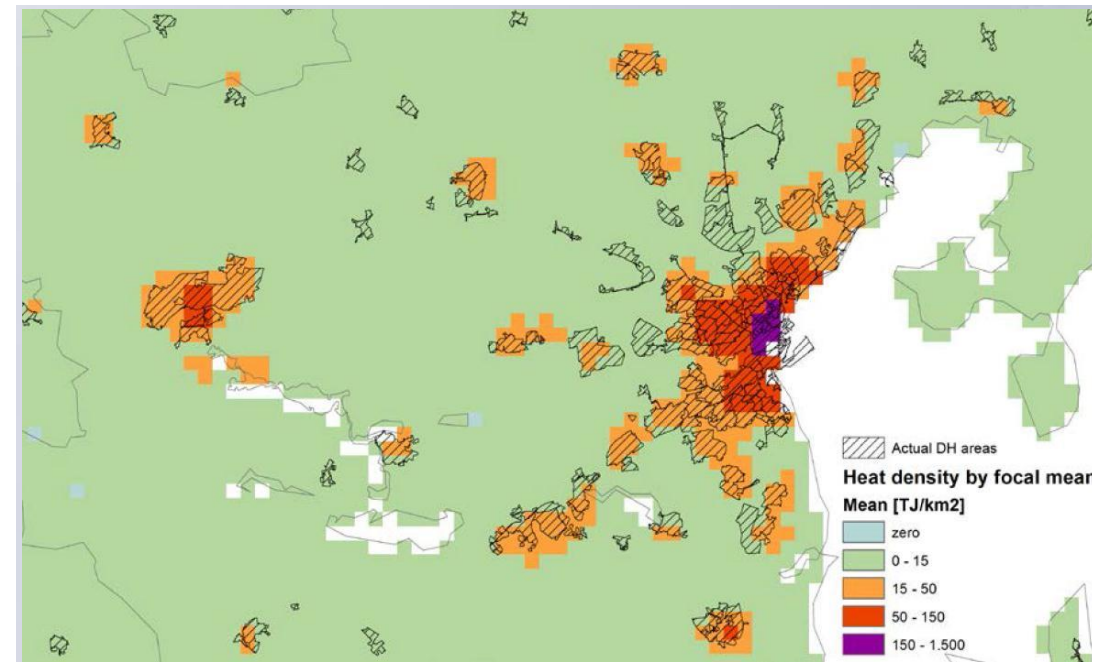 Actual DH areas
Heat density by focal mean
Mean [TJ/km2]
zero
0 - 15
15 - 50
50 - 150
150 - 1.500